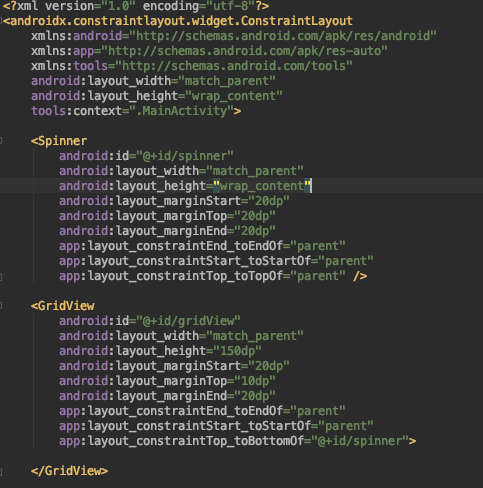 <?xml version="1.0" encoding="utf-8"?>
<androidx.constraintlayout.widget.ConstraintLayout
xmlns:android="http://schemas.android.com/apk/res/android"
xmlns:app="http://schemas.android.com/apk/res-auto"
xmlns:tools="http://schemas.android.com/tools"
android:layout_width="match_parent"
android:layout_height="wrap_content"
tools:context=".MainActivity">
<Spinner
android:id="@+id/spinner"
android:layout_width="match_parent"
android:layout_height="wrap_content"
android:layout_marginStart="20dp"
android:layout_marginTop="20dp"
android:layout_marginEnd="20dp"
app:layout_constraintEnd_toEndOf="parent"
app:layout_constraintStart_toStartOf="parent"
app:layout_constraintTop_toTopOf="parent" />
<GridView
android:id="@+id/gridView"
android:layout_width="match_parent"
android:layout_height="150dp"
android:layout_marginStart="20dp"
android:layout_marginTop="10dp"
android:layout_marginEnd="20dp"
app:layout_constraintEnd_toEndOf="parent"
app:layout_constraintStart_toStartOf="parent"
app:layout_constraintTop_toBottomOf="@+id/spinner">
</GridView>